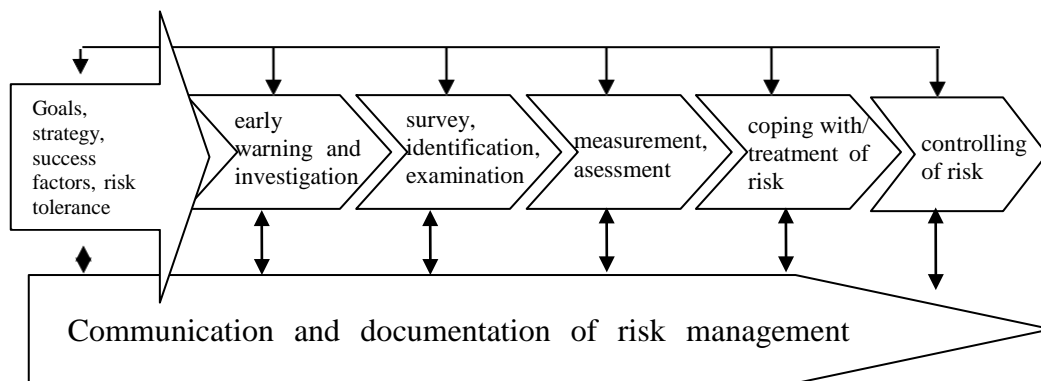 Goals,
strategy,
success
factors, risk
tolerance
early
warning and
investigation
survey,
identification,
examination
measurement,
asessment
coping with/
treatment of
risk
controlling
of risk
Communication and documentation of risk management